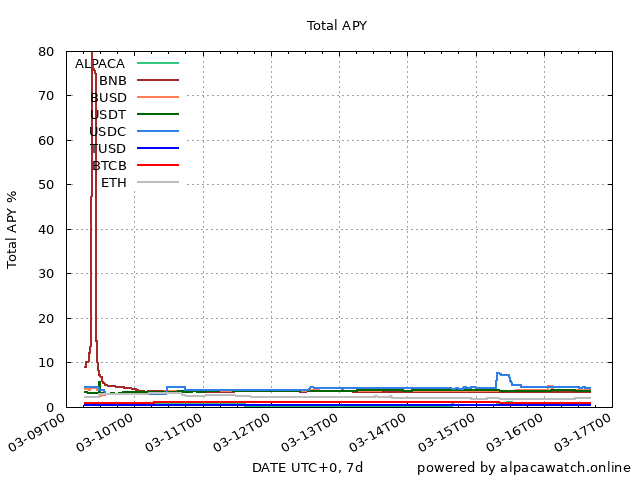 Total APY
80
70
60
50
40
30
20
10
0
Total APY %
ALPACA
BNB
BUSD
USDT
USDC
TUSD
BTCB
ETH
03-09T00
03-10T00
03-11T00
03-12T00
03-13T00
03-14T00
03-15T00
03-16T00
03-17T00
DATE UTC+0, 7d
powered by alpacawatch.online